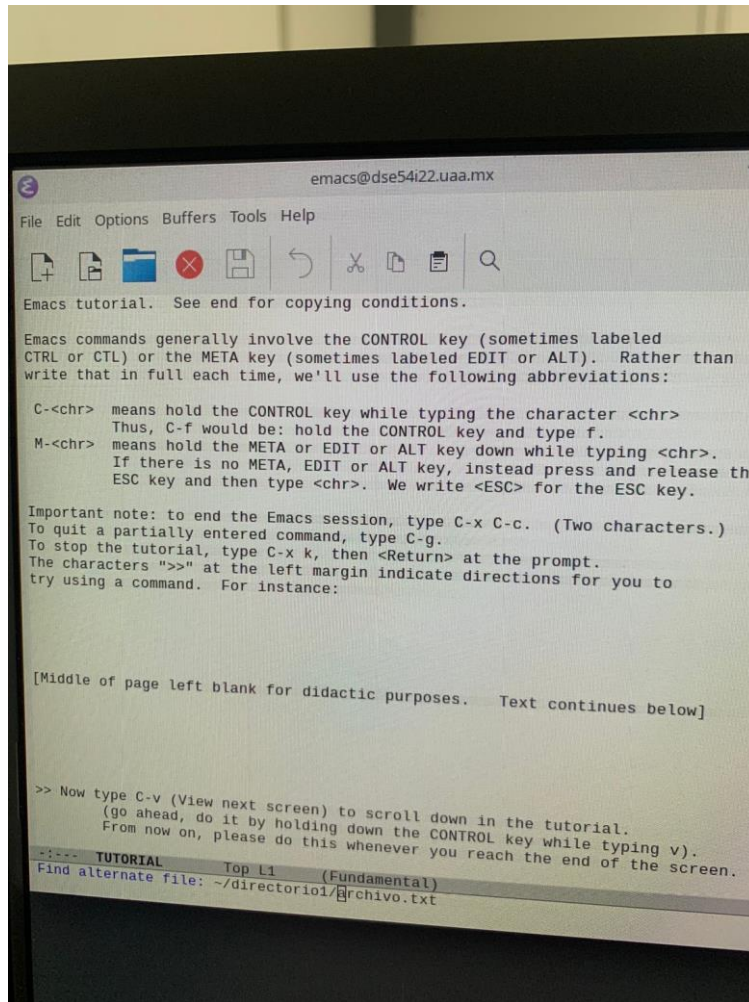 emacs@dse54i22.uaa.mx
File Edit Options Buffers Tools Help
Emacs tutorial.  See end for copying conditions.
Emacs commands generally involve the CONTROL key (sometimes labeled
CTRL or CTL) or the META key (sometimes labeled EDIT or ALT).  Rather than
write that in full each time, we'll use the following abbreviations:
C-<chr>  means hold the CONTROL key while typing the character <chr>
Thus, C-f would be: hold the CONTROL key and type f.
M-<chr>  means hold the META or EDIT or ALT key down while typing <chr>.
If there is no META, EDIT or ALT key, instead press and release th
ESC key and then type <chr>.  We write <ESC> for the ESC key.
Important note: to end the Emacs session, type C-x C-c.  (Two characters.)
To quit a partially entered command, type C-g.
To stop the tutorial, type C-x k, then <Return> at the prompt.
The characters ">>" at the left margin indicate directions for you to
try using a command.  For instance:
[Middle of page left blank for didactic purposes.   Text continues below]
>> Now type C-v (View next screen) to scroll down in the tutorial.
(go ahead, do it by holding down the CONTROL key while typing v).
From now on, please do this whenever you reach the end of the screen.
-:---  TUTORIAL       Top L1     (Fundamental)
Find alternate file: ~/directorio1/archivo.txt